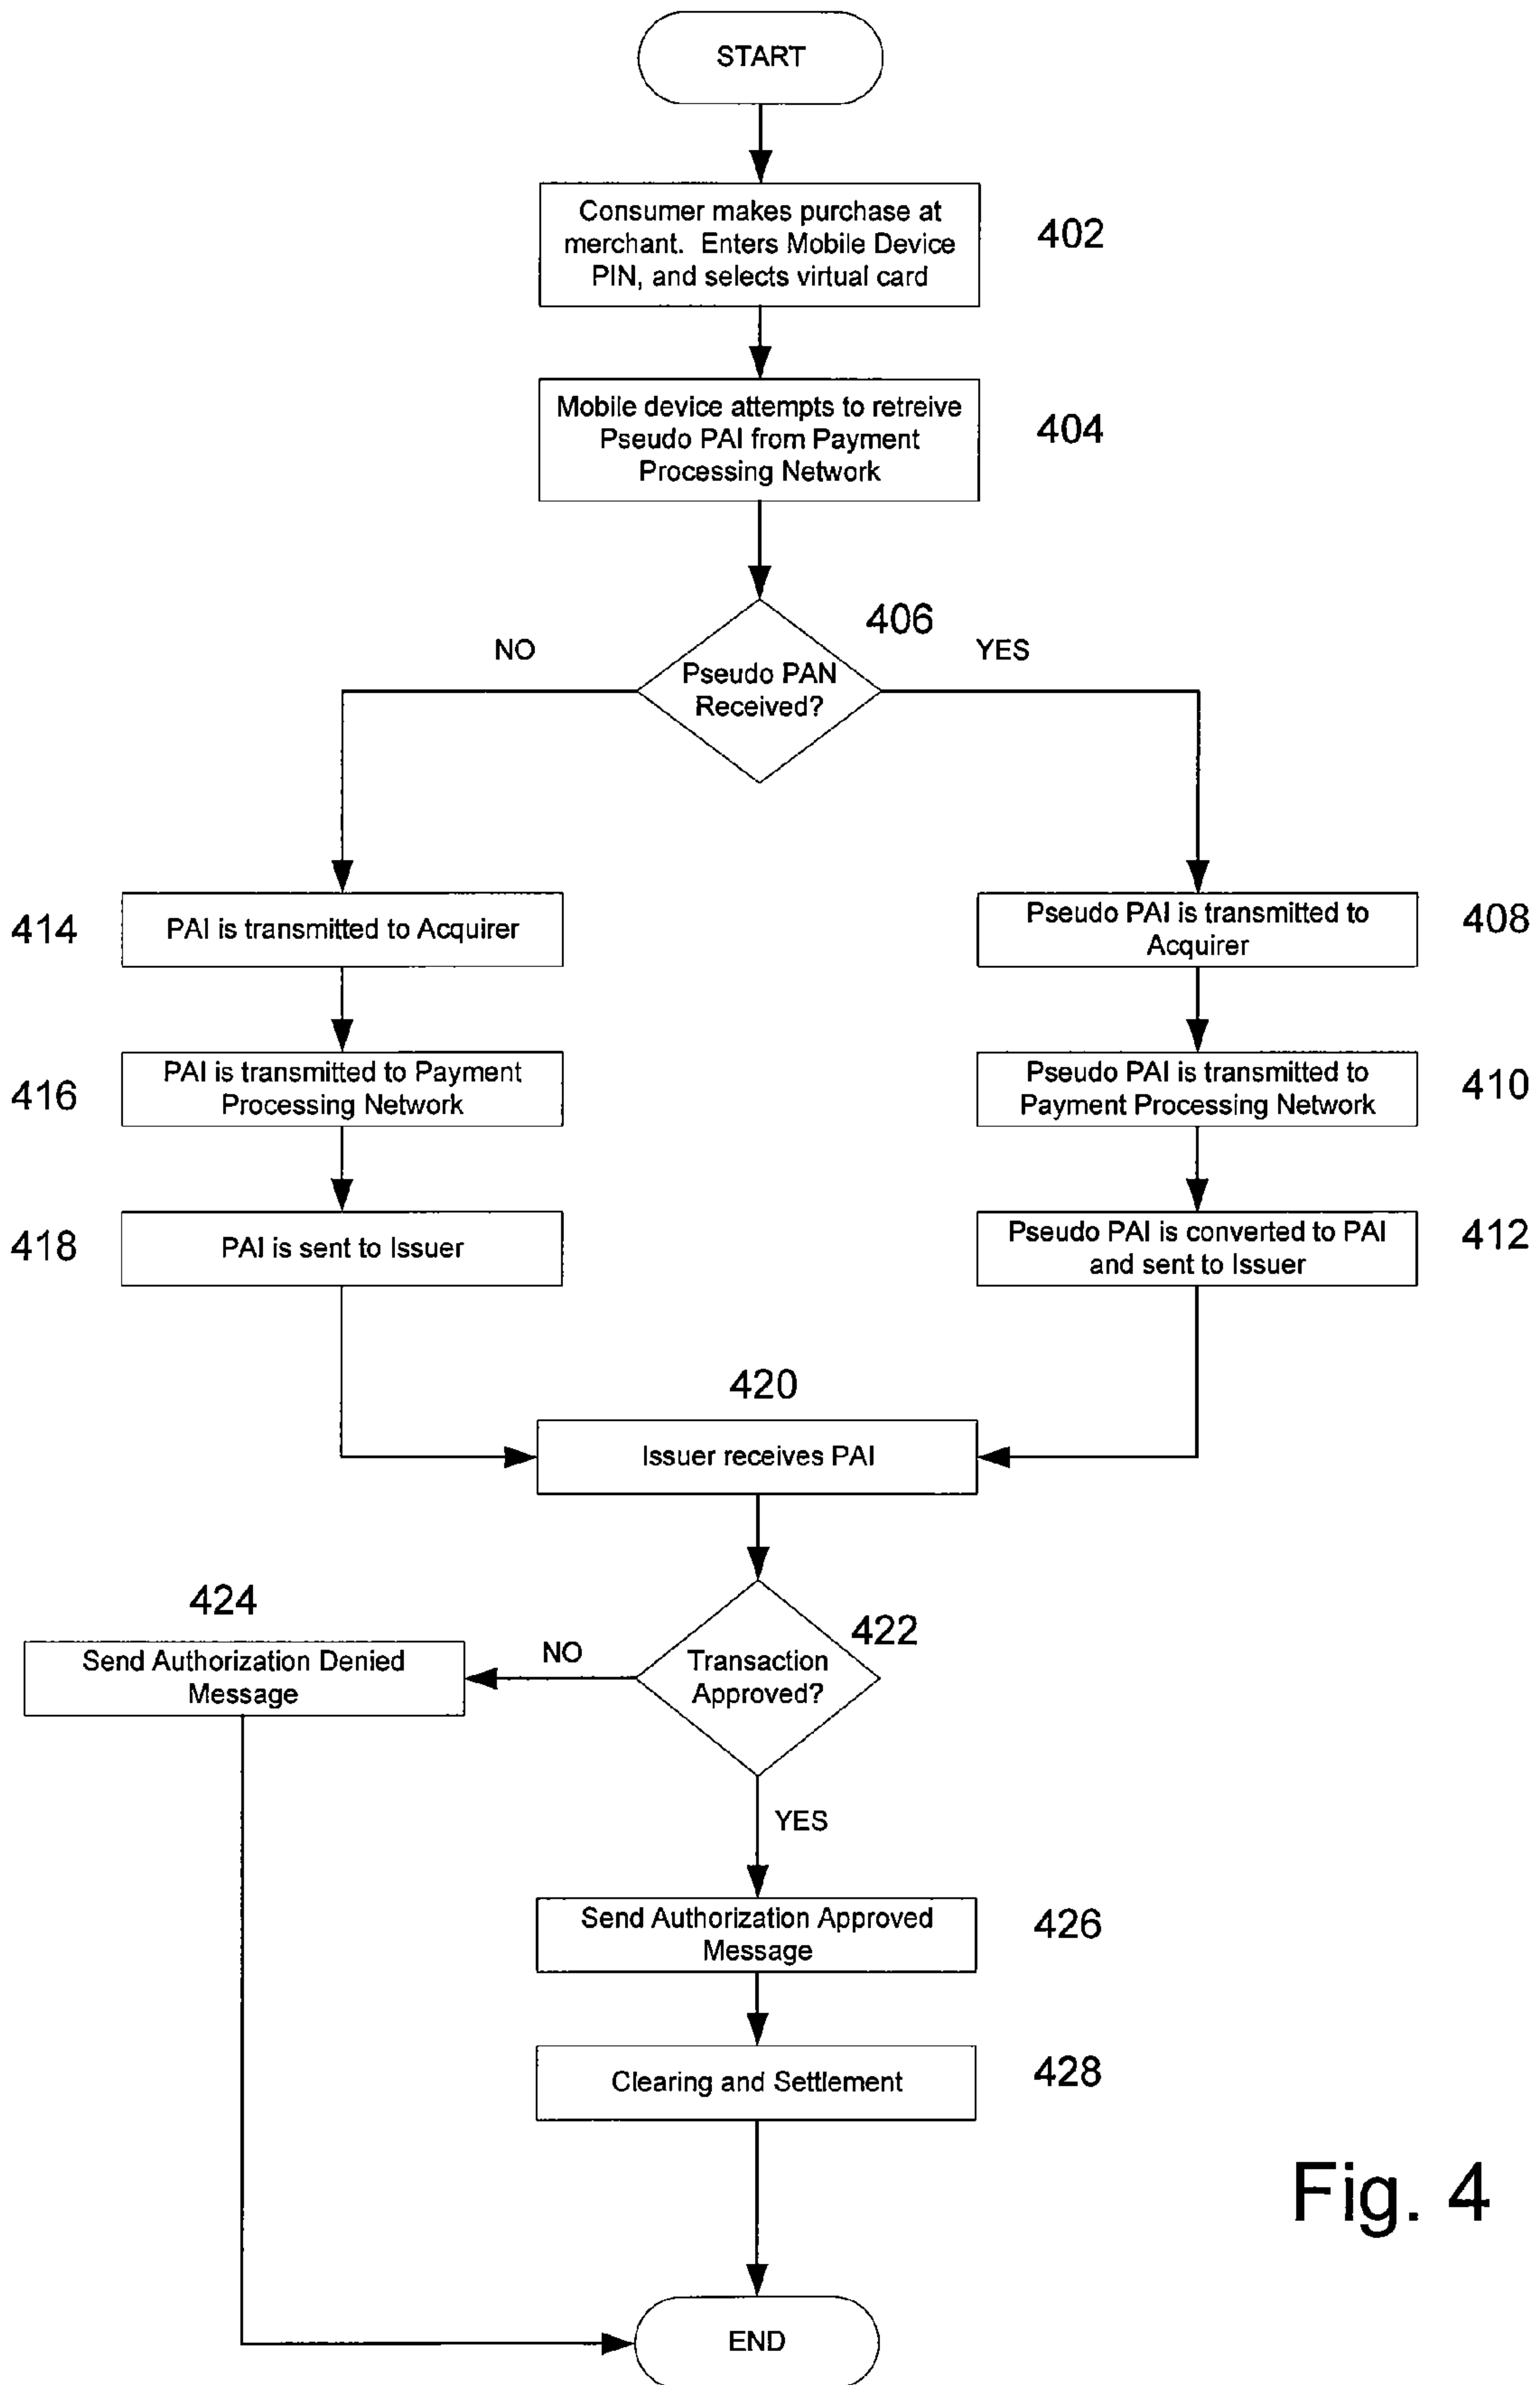 START
Consumer makes purchase at
merchant. Enters Mobile Device
PIN, and selects virtual card
402
Mobile device attempts to retreive
Pseudo PAI from Payment
Processing Network
404
406
NO
YES
Pseudo PAN
Received?
414
PAI is transmitted to Acquirer
Pseudo PAI is transmitted to
Acquirer
408
416
PAI is transmitted to Payment
Processing Network
Pseudo PAI is transmitted to
Payment Processing Network
410
418
PAI is sent to Issuer
Pseudo PAI is converted to PAI
and sent to Issuer
412
420
Issuer receives PAI
424
Send Authorization Denied
Message
NO
422
Transaction
Approved?
YES
Send Authorization Approved
Message
426
Clearing and Settlement
428
Fig. 4
END